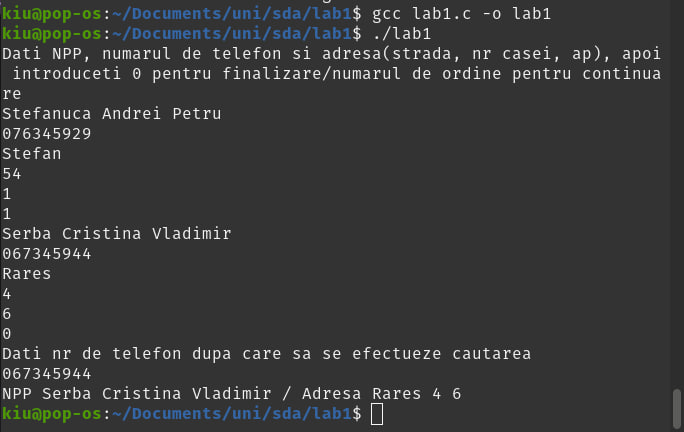 kiu@pop-os:~/Documents/uni/sda/lab1$ gcc lab1.c -o lab1
kiu@pop-os:~/Documents/uni/sda/lab1$ ./lab1
Dati NPP, numarul de telefon si adresa(strada, nr casei, ap), apoi
 introduceti 0 pentru finalizare/numarul de ordine pentru continua
re
Stefanuca Andrei Petru
076345929
Stefan
54
1
1
Serba Cristina Vladimir
067345944
Rares
4
6
0
Dati nr de telefon dupa care sa se efectueze cautarea
067345944
NPP Serba Cristina Vladimir / Adresa Rares 4 6
kiu@pop-os:~/Documents/uni/sda/lab1$